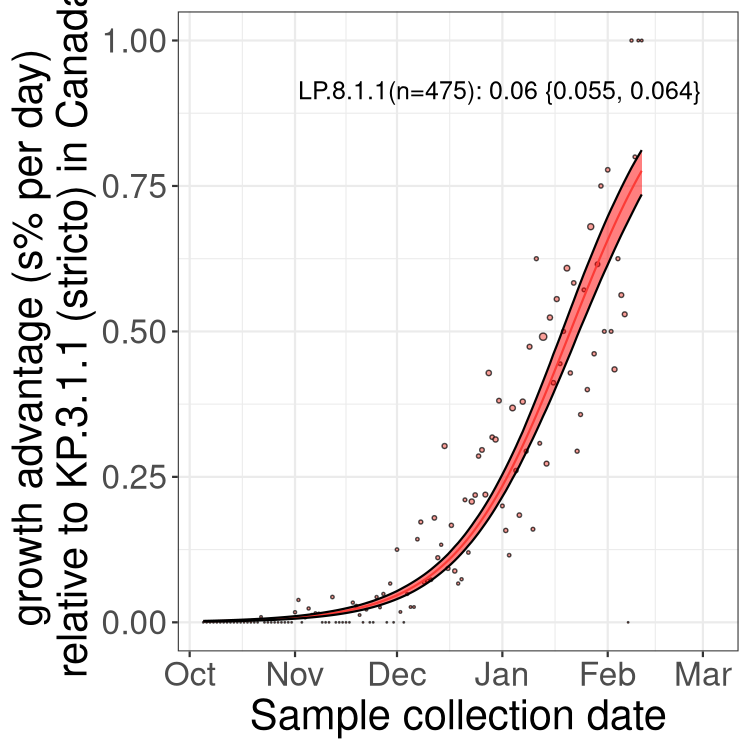 growth advantage (s% per day)
relative to KP.3.1.1 (stricto) in Canada
1.00
0.75
0.50
0.25
0.00
LP.8.1.1(n=475): 0.06 {0.055, 0.064}
Oct Nov Dec Jan Feb Mar
Sample collection date